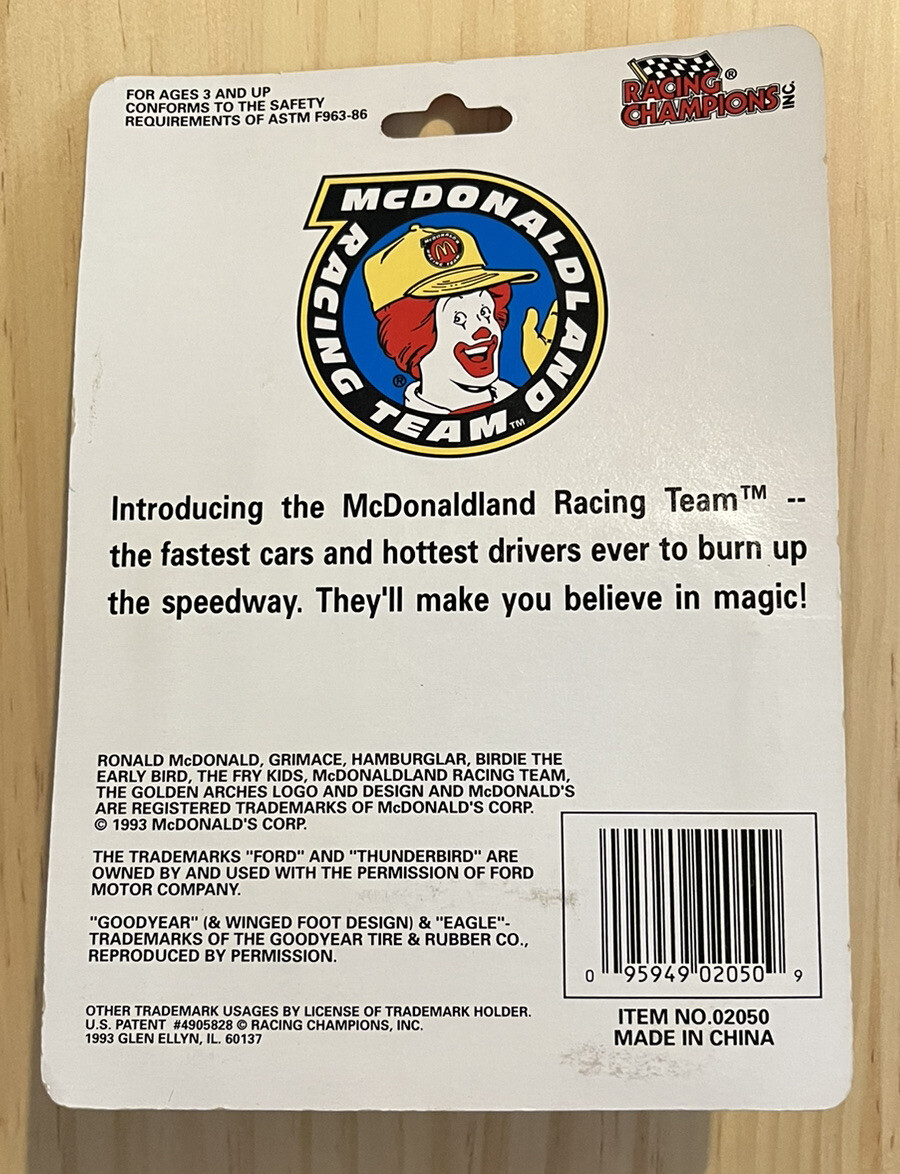 FOR AGES 3 AND UP
CONFORMS TO THE SAFETY
REQUIREMENTS OF ASTM F963-86
RACING ®
CHAMPIONS INC.
McDONALDLAND
RACING TEAM™
®
Introducing the McDonaldland Racing Team™ --
the fastest cars and hottest drivers ever to burn up
the speedway. They'll make you believe in magic!
RONALD McDONALD, GRIMACE, HAMBURGLAR, BIRDIE THE
EARLY BIRD, THE FRY KIDS, McDONALDLAND RACING TEAM,
THE GOLDEN ARCHES LOGO AND DESIGN AND McDONALD'S
ARE REGISTERED TRADEMARKS OF McDONALD'S CORP.
© 1993 McDONALD'S CORP.
THE TRADEMARKS "FORD" AND "THUNDERBIRD" ARE
OWNED BY AND USED WITH THE PERMISSION OF FORD
MOTOR COMPANY.
"GOODYEAR" (& WINGED FOOT DESIGN) & "EAGLE"-
TRADEMARKS OF THE GOODYEAR TIRE & RUBBER CO.,
REPRODUCED BY PERMISSION.
OTHER TRADEMARK USAGES BY LICENSE OF TRADEMARK HOLDER.
U.S. PATENT #4905828 © RACING CHAMPIONS, INC.
1993 GLEN ELLYN, IL. 60137
0 95949 02050 9
ITEM NO.02050
MADE IN CHINA